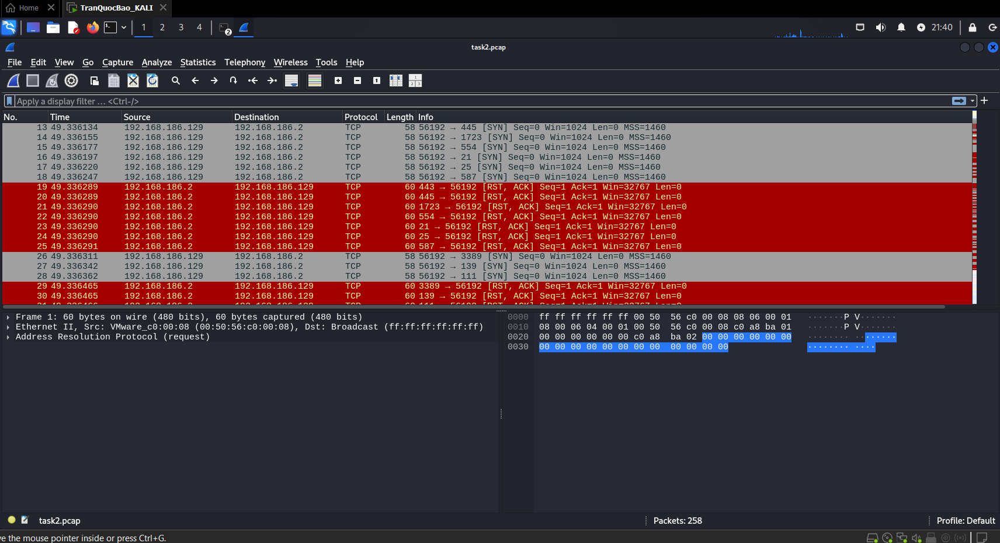 Home TranQuocBao_KALI
1 2 3 4 2 21:40
task2.pcap
File Edit View Go Capture Analyze Statistics Telephony Wireless Tools Help
Apply a display filter … <Ctrl-/>
No. Time Source Destination Protocol Length Info
13 49.336134 192.168.186.129 192.168.186.2 TCP 58 56192 → 445 [SYN] Seq=0 Win=1024 Len=0 MSS=1460
14 49.336155 192.168.186.129 192.168.186.2 TCP 58 56192 → 1723 [SYN] Seq=0 Win=1024 Len=0 MSS=1460
15 49.336177 192.168.186.129 192.168.186.2 TCP 58 56192 → 554 [SYN] Seq=0 Win=1024 Len=0 MSS=1460
16 49.336197 192.168.186.129 192.168.186.2 TCP 58 56192 → 21 [SYN] Seq=0 Win=1024 Len=0 MSS=1460
17 49.336220 192.168.186.129 192.168.186.2 TCP 58 56192 → 25 [SYN] Seq=0 Win=1024 Len=0 MSS=1460
18 49.336247 192.168.186.129 192.168.186.2 TCP 58 56192 → 587 [SYN] Seq=0 Win=1024 Len=0 MSS=1460
19 49.336289 192.168.186.2 192.168.186.129 TCP 60 443 → 56192 [RST, ACK] Seq=1 Ack=1 Win=32767 Len=0
20 49.336289 192.168.186.2 192.168.186.129 TCP 60 445 → 56192 [RST, ACK] Seq=1 Ack=1 Win=32767 Len=0
21 49.336290 192.168.186.2 192.168.186.129 TCP 60 1723 → 56192 [RST, ACK] Seq=1 Ack=1 Win=32767 Len=0
22 49.336290 192.168.186.2 192.168.186.129 TCP 60 554 → 56192 [RST, ACK] Seq=1 Ack=1 Win=32767 Len=0
23 49.336290 192.168.186.2 192.168.186.129 TCP 60 21 → 56192 [RST, ACK] Seq=1 Ack=1 Win=32767 Len=0
24 49.336290 192.168.186.2 192.168.186.129 TCP 60 25 → 56192 [RST, ACK] Seq=1 Ack=1 Win=32767 Len=0
25 49.336291 192.168.186.2 192.168.186.129 TCP 60 587 → 56192 [RST, ACK] Seq=1 Ack=1 Win=32767 Len=0
26 49.336311 192.168.186.129 192.168.186.2 TCP 58 56192 → 3389 [SYN] Seq=0 Win=1024 Len=0 MSS=1460
27 49.336342 192.168.186.129 192.168.186.2 TCP 58 56192 → 139 [SYN] Seq=0 Win=1024 Len=0 MSS=1460
28 49.336362 192.168.186.129 192.168.186.2 TCP 58 56192 → 111 [SYN] Seq=0 Win=1024 Len=0 MSS=1460
29 49.336465 192.168.186.2 192.168.186.129 TCP 60 3389 → 56192 [RST, ACK] Seq=1 Ack=1 Win=32767 Len=0
30 49.336465 192.168.186.2 192.168.186.129 TCP 60 139 → 56192 [RST, ACK] Seq=1 Ack=1 Win=32767 Len=0
Frame 1: 60 bytes on wire (480 bits), 60 bytes captured (480 bits)
Ethernet II, Src: VMware_c0:00:08 (00:50:56:c0:00:08), Dst: Broadcast (ff:ff:ff:ff:ff:ff)
Address Resolution Protocol (request)
0000 ff ff ff ff ff ff 00 50 56 c0 00 08 08 06 00 01 ·······P V·······
0010 08 00 06 04 00 01 00 50 56 c0 00 08 c0 a8 ba 01 ·······P V·······
0020 00 00 00 00 00 00 c0 a8 ba 02 00 00 00 00 00 00 ········ ········
0030 00 00 00 00 00 00 00 00 00 00 00 00 ········ ····
task2.pcap Packets: 258 Profile: Default
ve the mouse pointer inside or press Ctrl+G.